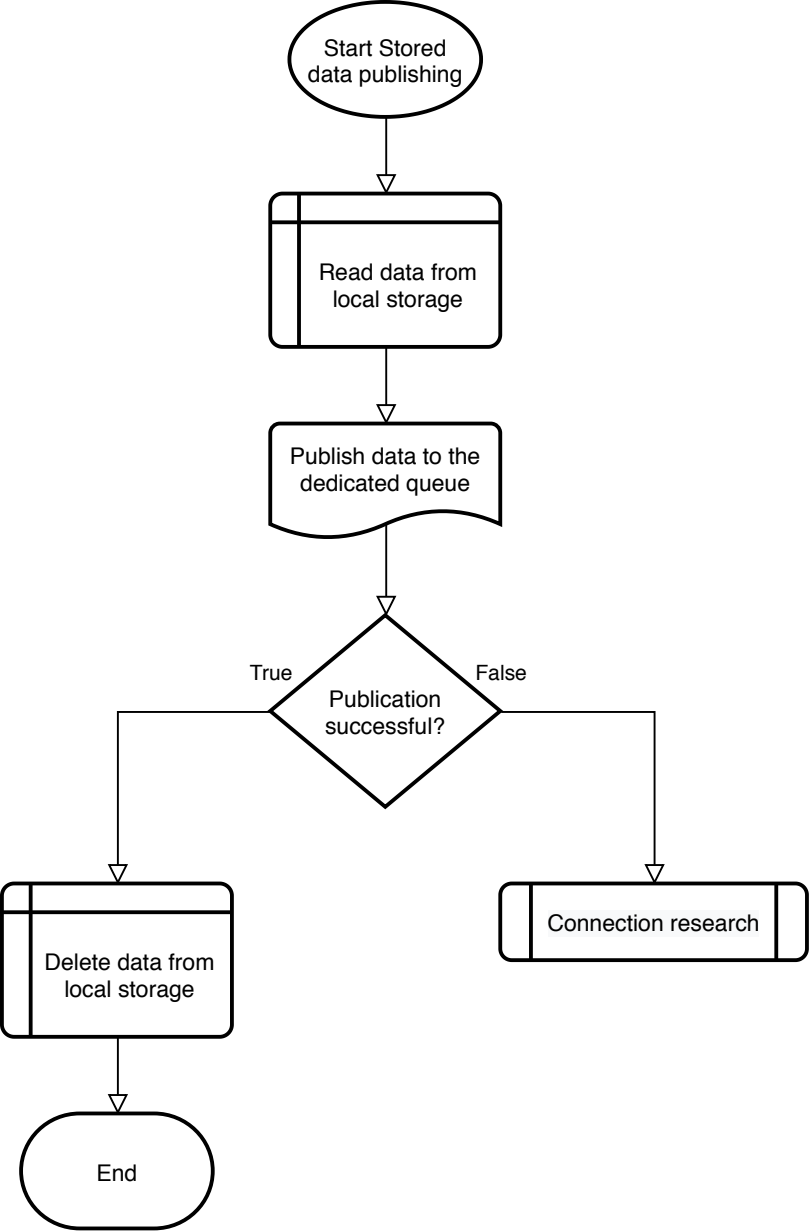 Start Stored
data publishing
Read data from
local storage
Publish data to the
dedicated queue
True
False
Publication
successful?
Connection research
Delete data from
local storage
End